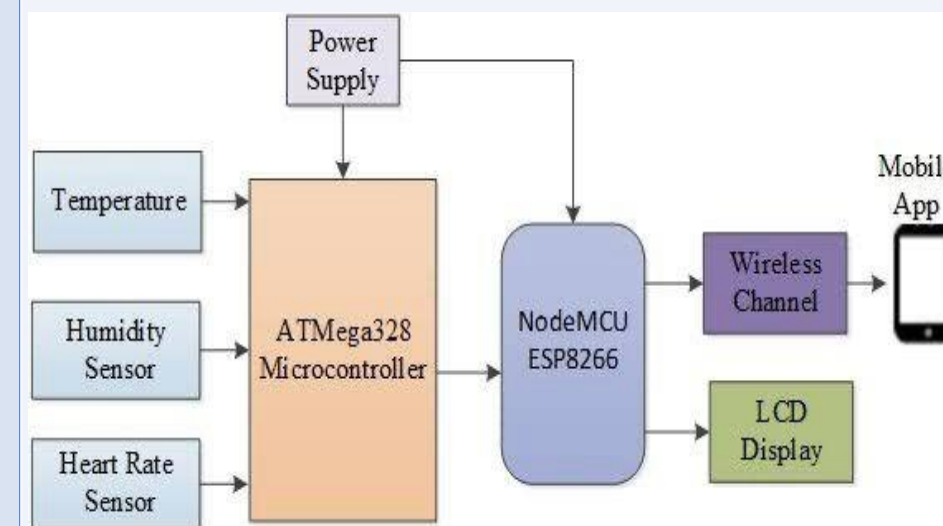 Power
Supply
Temperature
Humidity
Sensor
Heart Rate
Sensor
ATMega328
Microcontroller
NodeMCU
ESP8266
Wireless
Channel
LCD
Display
Mobil
App